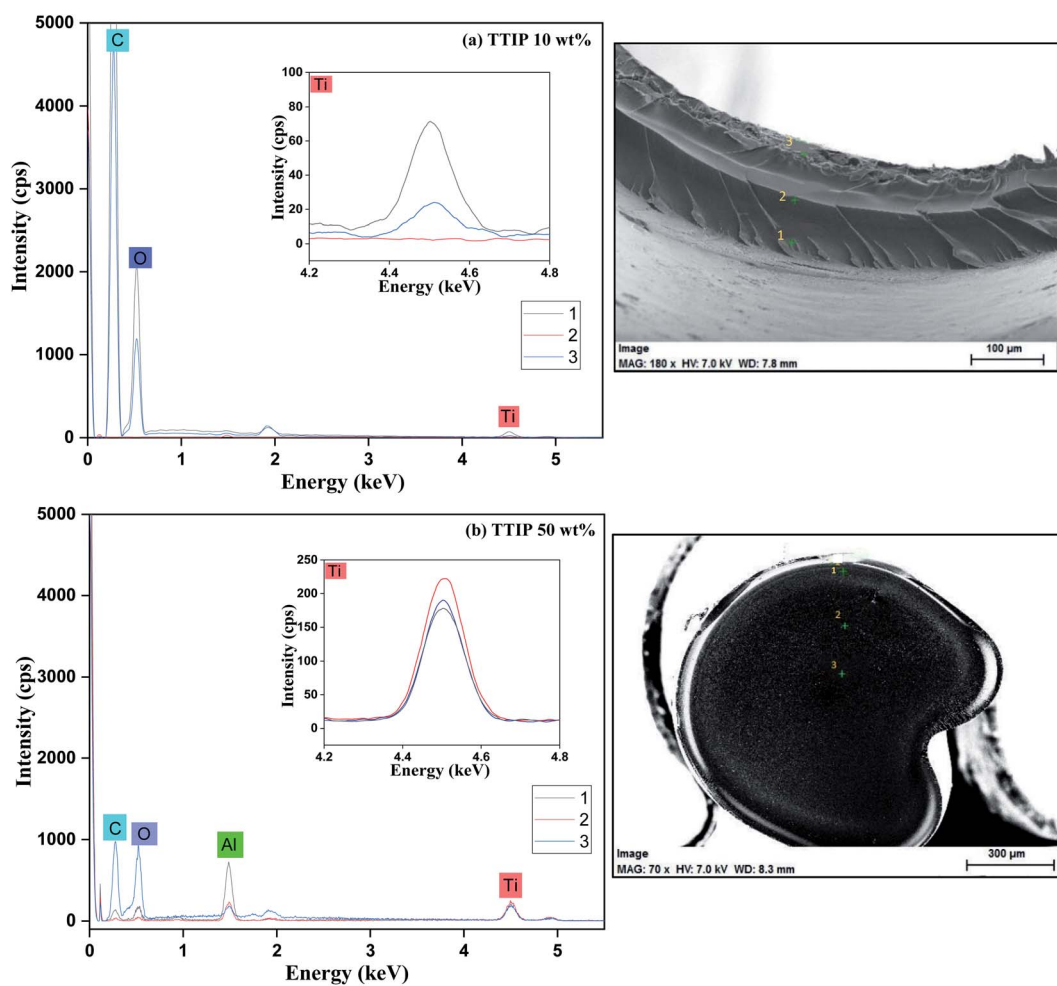 (a) TTIP 10 wt%
5000
4000
3000
2000
1000
0
Intensity (cps)
C
O
Ti
0 1 2 3 4 5
Energy (keV)
Ti
100
80
60
40
20
0
Intensity (cps)
4.2 4.4 4.6 4.8
Energy (keV)
1
2
3
3
2
1
Image
MAG: 180 x HV: 7.0 kV WD: 7.8 mm
100 µm
(b) TTIP 50 wt%
5000
4000
3000
2000
1000
0
Intensity (cps)
C
O
Al
Ti
0 1 2 3 4 5
Energy (keV)
Ti
250
200
150
100
50
0
Intensity (cps)
4.2 4.4 4.6 4.8
Energy (keV)
1
2
3
1
2
3
Image
MAG: 70 x HV: 7.0 kV WD: 8.3 mm
300 µm